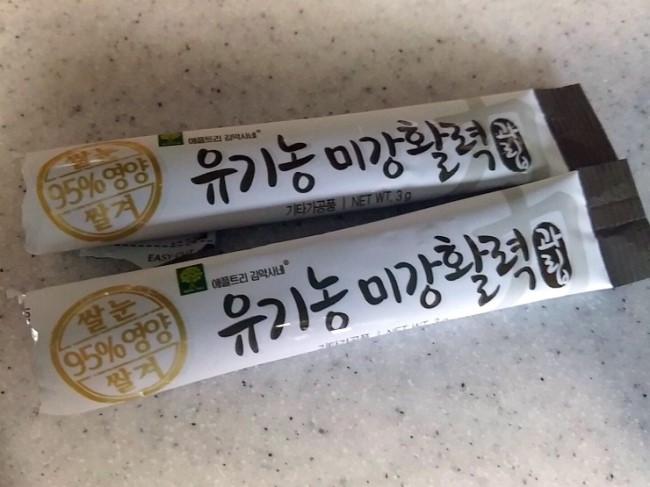 쌀눈
95%영양
쌀겨
애플트리 김약사네®
유기농 미강활력
과립
기타가공품 | NET WT. 3 g
EASY CUT
쌀눈
95%영양
쌀겨
애플트리 김약사네®
유기농 미강활력
과립